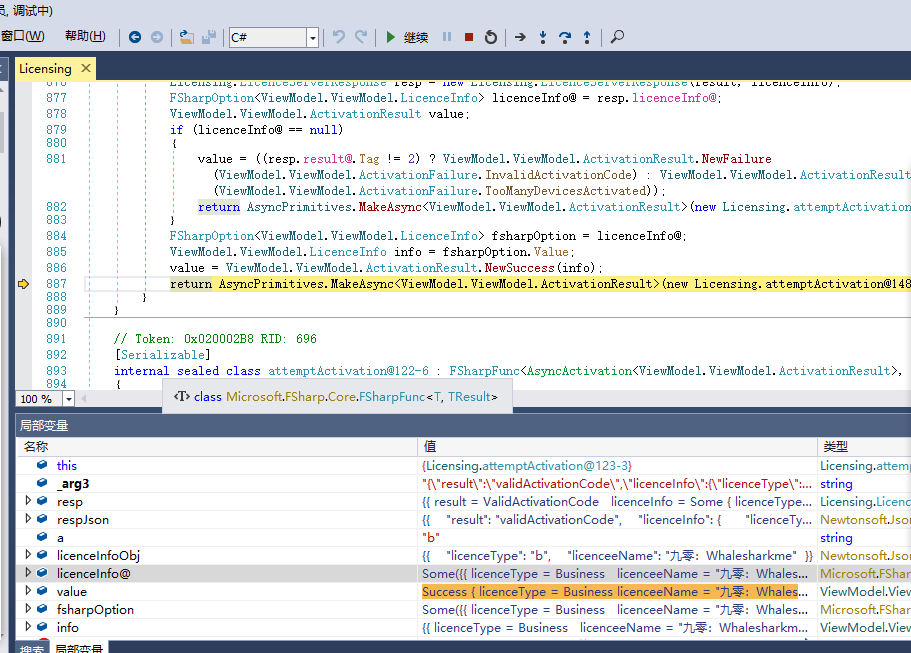 员, 调试中)
窗口(W) 帮助(H) C# 继续
Licensing
876 Licensing.LicenceServerResponse resp = new Licensing.LicenceServerResponse(result, licenceInfo);
877 FSharpOption<ViewModel.ViewModel.LicenceInfo> licenceInfo@ = resp.licenceInfo@;
878 ViewModel.ViewModel.ActivationResult value;
879 if (licenceInfo@ == null)
880 {
881 value = ((resp.result@.Tag != 2) ? ViewModel.ViewModel.ActivationResult.NewFailure
(ViewModel.ViewModel.ActivationFailure.InvalidActivationCode) : ViewModel.ViewModel.ActivationResult
(ViewModel.ViewModel.ActivationFailure.TooManyDevicesActivated));
882 return AsyncPrimitives.MakeAsync<ViewModel.ViewModel.ActivationResult>(new Licensing.attemptActivation
883 }
884 FSharpOption<ViewModel.ViewModel.LicenceInfo> fsharpOption = licenceInfo@;
885 ViewModel.ViewModel.LicenceInfo info = fsharpOption.Value;
886 value = ViewModel.ViewModel.ActivationResult.NewSuccess(info);
887 return AsyncPrimitives.MakeAsync<ViewModel.ViewModel.ActivationResult>(new Licensing.attemptActivation@148
888 }
889 }
890
891 // Token: 0x020002B8 RID: 696
892 [Serializable]
893 internal sealed class attemptActivation@122-6 : FSharpFunc<AsyncActivation<ViewModel.ViewModel.ActivationResult>,
894 {
100 % class Microsoft.FSharp.Core.FSharpFunc<T, TResult>
局部变量
名称 值 类型
this {Licensing.attemptActivation@123-3} Licensing.attem
_arg3 "{\"result\":\"validActivationCode\",\"licenceInfo\":{\"licenceType\":... string
resp {{ result = ValidActivationCode licenceInfo = Some { licenceType... Licensing.Licenc
respJson {{ "result": "validActivationCode", "licenceInfo": { "licenceTy... Newtonsoft.Jso
a "b" string
licenceInfoObj {{ "licenceType": "b", "licenceeName": "九零：Whalesharkme" }} Newtonsoft.Jso
licenceInfo@ Some({{ licenceType = Business licenceeName = "九零：Whales... Microsoft.FShar
value Success { licenceType = Business licenceeName = "九零：Whales... ViewModel.View
fsharpOption Some({{ licenceType = Business licenceeName = "九零：Whales... Microsoft.FShar
info {{ licenceType = Business licenceeName = "九零：Whalesharkm... ViewModel.View
搜索 局部变量